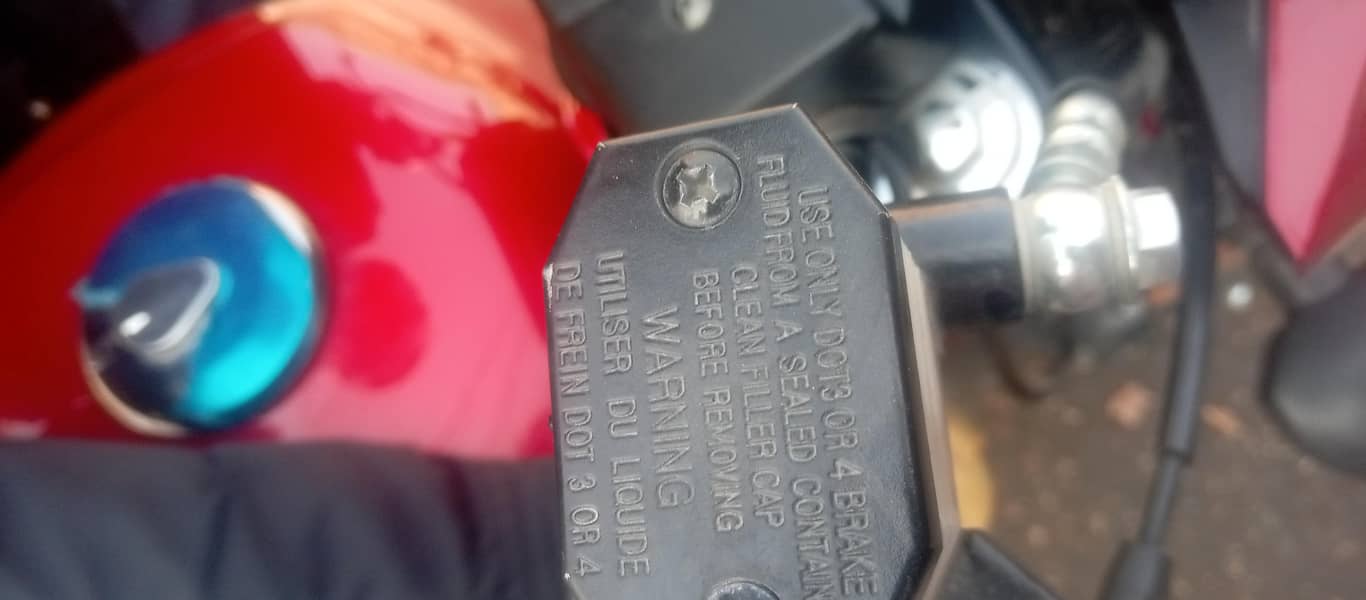 USE ONLY DOT3 OR 4 BRAKE
FLUID FROM A SEALED CONTAIN
CLEAN FILLER CAP
BEFORE REMOVING
WARNING
UTILISER DU LIQUIDE
DE FREIN DOT 3 OR 4